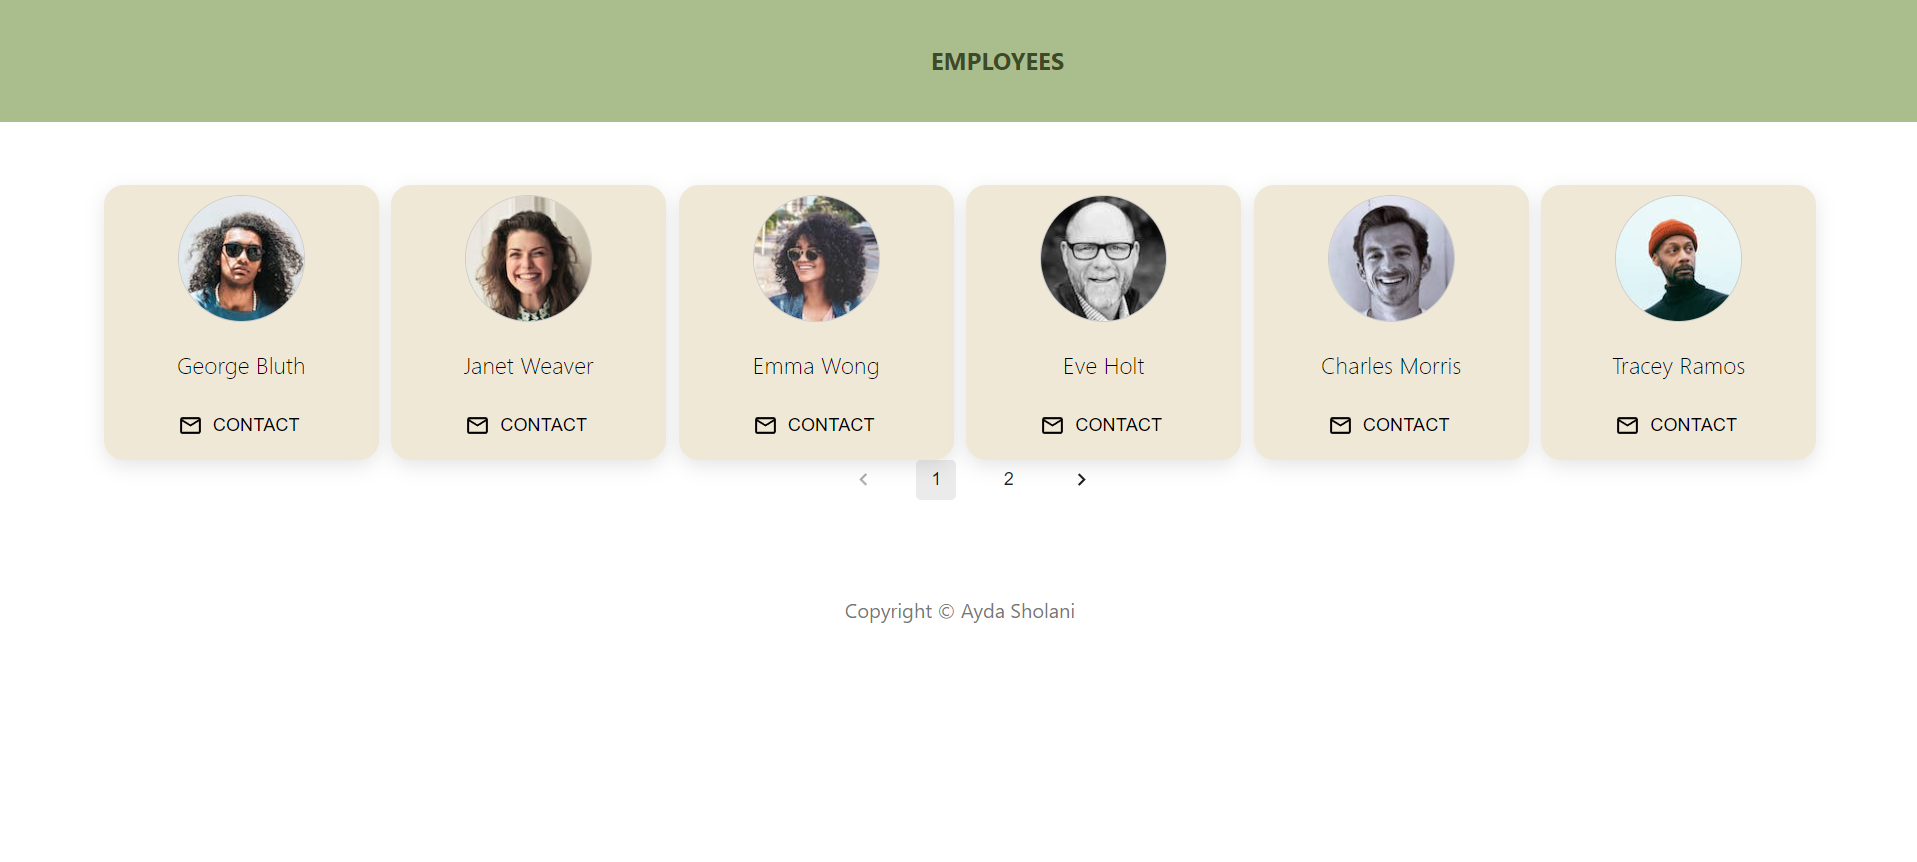 EMPLOYEES
George Bluth
Janet Weaver
Emma Wong
Eve Holt
Charles Morris
Tracey Ramos
CONTACT
CONTACT
CONTACT
CONTACT
CONTACT
CONTACT
1 2
Copyright © Ayda Sholani